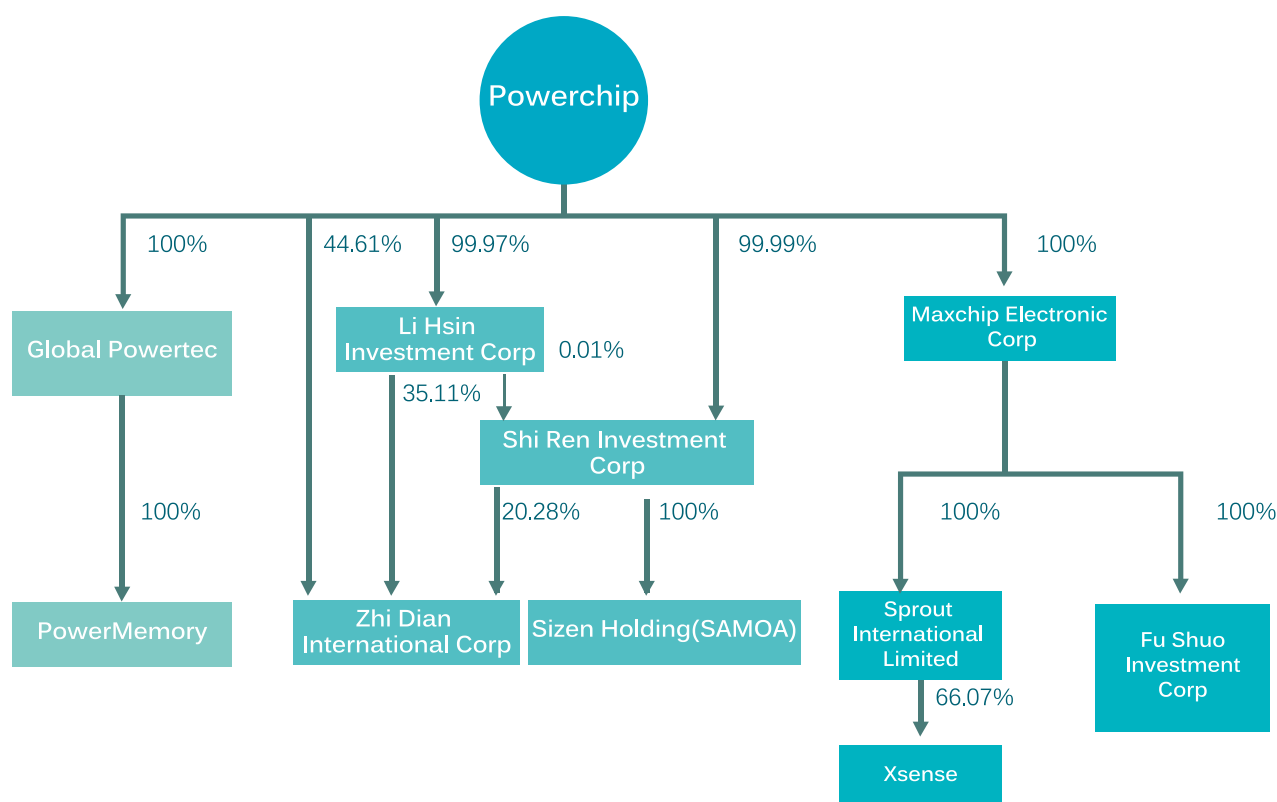 Powerchip
100%
44.61%
99.97%
99.99%
100%
Global Powertec
Li Hsin
Investment Corp
0.01%
Maxchip Electronic
Corp
35.11%
Shi Ren Investment
Corp
100%
20.28%
100%
100%
100%
PowerMemory
Zhi Dian
International Corp
Sizen Holding(SAMOA)
Sprout
International
Limited
Fu Shuo
Investment
Corp
66.07%
Xsense